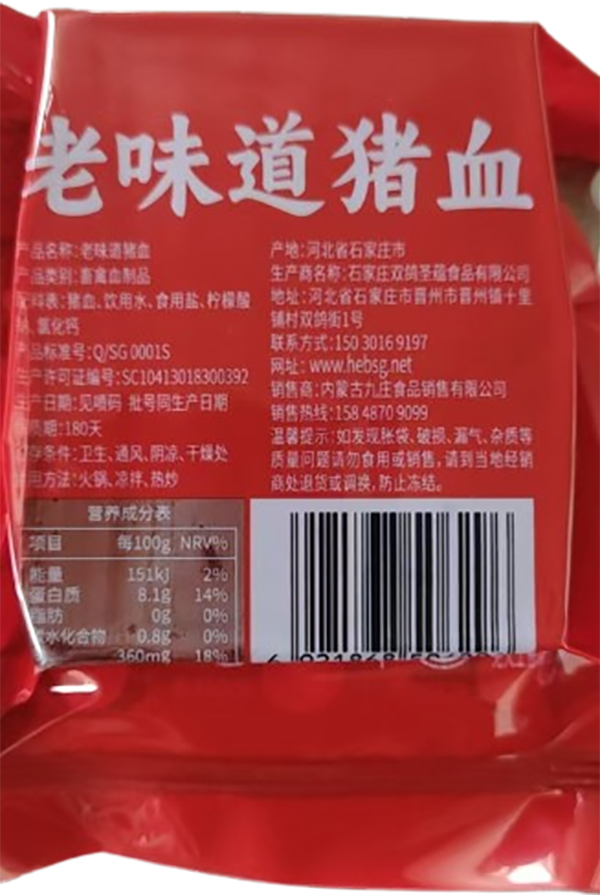 老味道猪血
产品名称:老味道猪血
产品类别:畜禽血制品
料表:猪血、饮用水、食用盐、柠檬酸
、氯化钙
品标准号:Q/SG 0001S
产许可证编号:SC10413018300392
产日期:见喷码 批号同生产日期
期:180天
存条件:卫生、通风、阴凉、干燥处
用方法:火锅、凉拌、热炒
产地:河北省石家庄市
生产商名称:石家庄双鸽圣蕴食品有限公司
地址:河北省石家庄市晋州市晋州镇十里
铺村双鸽街1号
联系方式:150 3016 9197
网址: www.hebsg.net
销售商:内蒙古九庄食品销售有限公司
销售热线:158 4870 9099
温馨提示:如发现胀袋、破损、漏气、杂质等
质量问题请勿食用或销售,请到当地经销
商处退货或调换,防止冻结。
营养成分表
项目 每100g NRV%
能量 151kJ 2%
蛋白质 8.1g 14%
脂肪 0g 0%
水化合物 0.8g 0%
360mg 18%